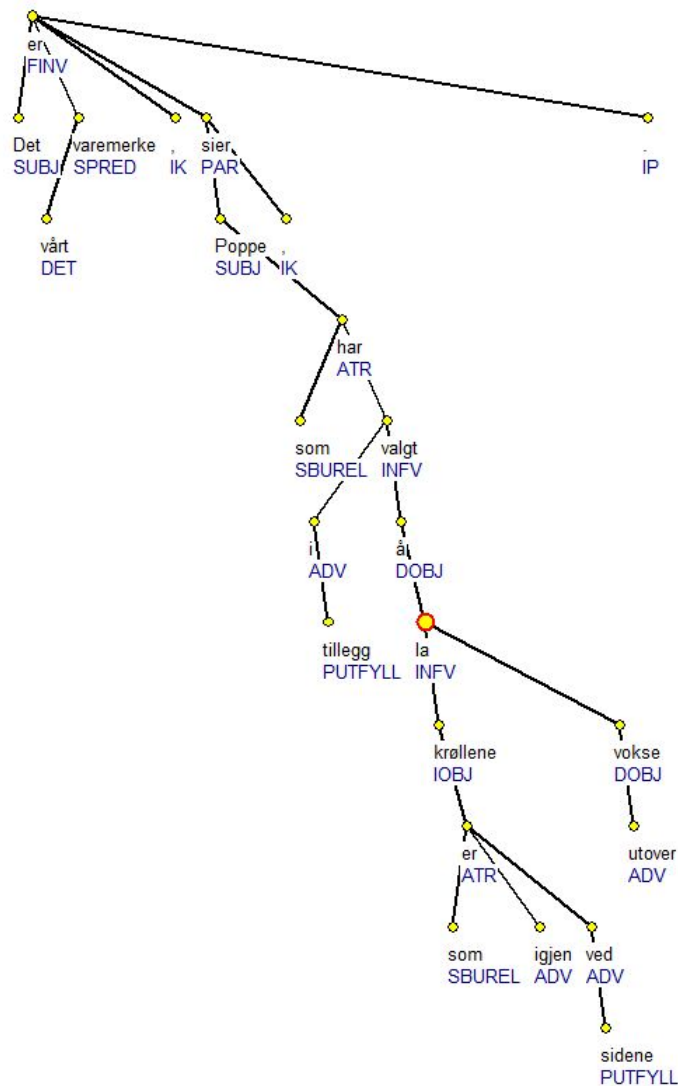 er
FINV
Det varemerke , sier .
SUBJ SPRED IK PAR IP
vårt Poppe ,
DET SUBJ IK
har
ATR
som valgt
SBUREL INFV
i å
ADV DOBJ
tillegg la
PUTFYLL INFV
krøllene vokse
IOBJ DOBJ
er utover
ATR ADV
som igjen ved
SBUREL ADV ADV
sidene
PUTFYLL